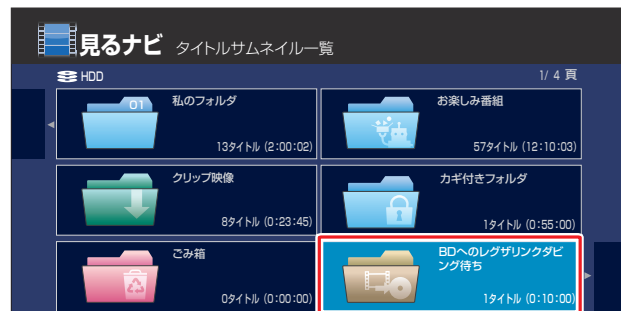 見るナビ タイトルサムネイル一覧
HDD 1/ 4 頁
01 私のフォルダ
13タイトル (2:00:02)
お楽しみ番組
57タイトル (12:10:03)
クリップ映像
8タイトル (0:23:45)
カギ付きフォルダ
1タイトル (0:55:00)
ごみ箱
0タイトル (0:00:00)
BDへのレグザリンクダビ
ング待ち
1タイトル (0:10:00)